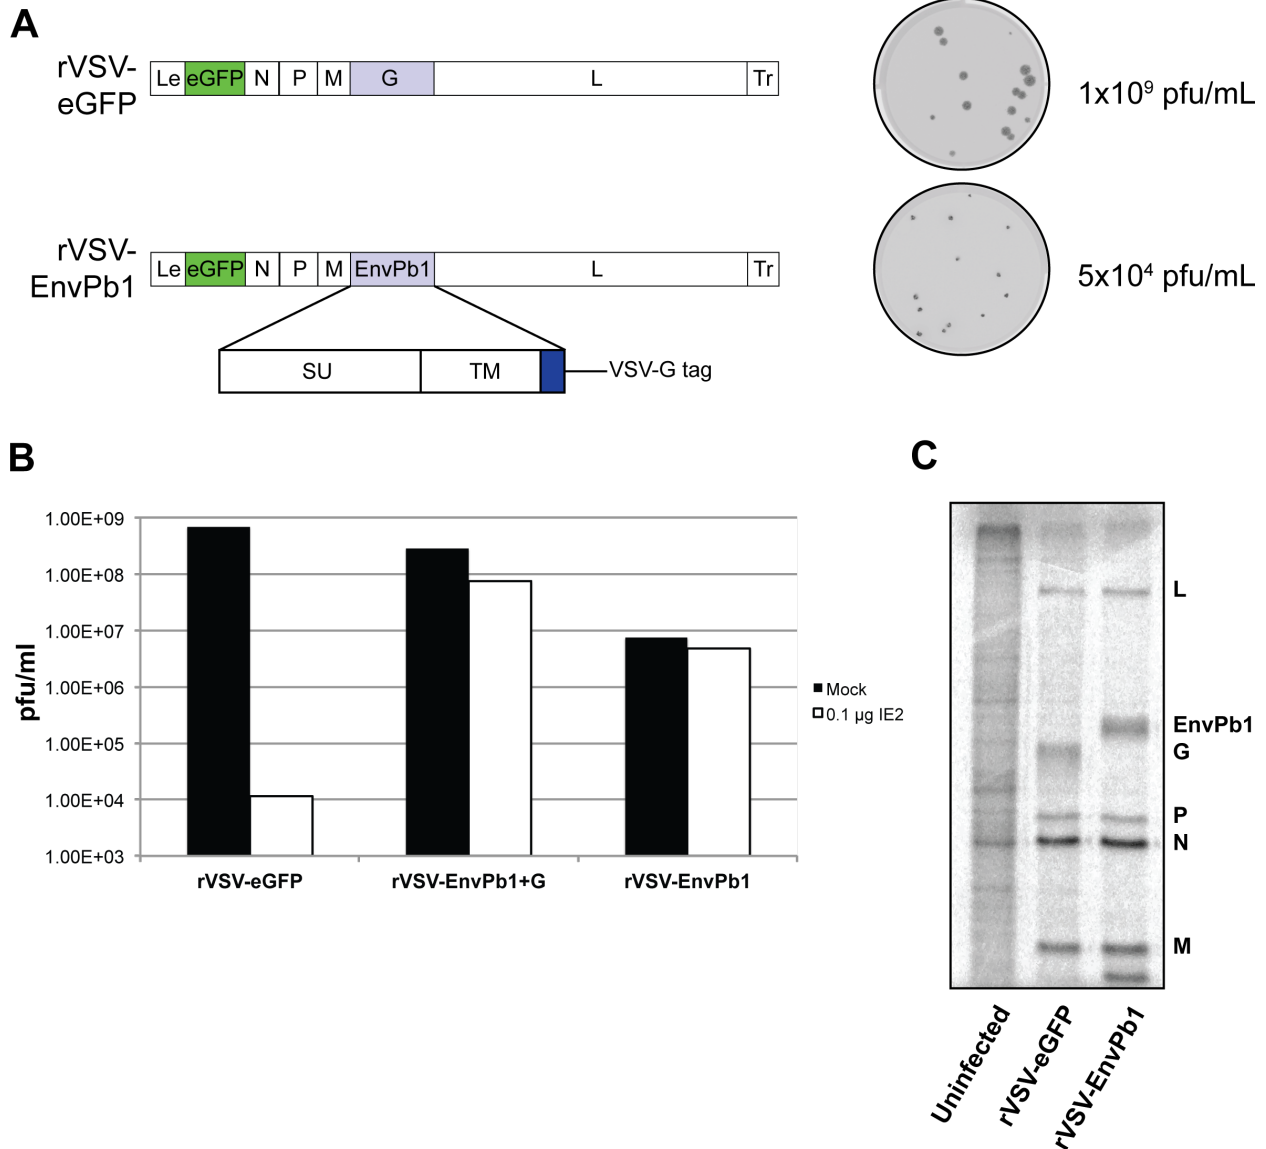 A
rVSV-
eGFP
Le eGFP N P M G L Tr
1x10⁹ pfu/mL
rVSV-
EnvPb1
Le eGFP N P M EnvPb1 L Tr
5x10⁴ pfu/mL
SU TM
VSV-G tag
B
pfu/ml
1.00E+09
1.00E+08
1.00E+07
1.00E+06
1.00E+05
1.00E+04
1.00E+03
rVSV-eGFP rVSV-EnvPb1+G rVSV-EnvPb1
Mock
0.1 µg IE2
C
L
EnvPb1
G
P
N
M
Uninfected
rVSV-eGFP
rVSV-EnvPb1